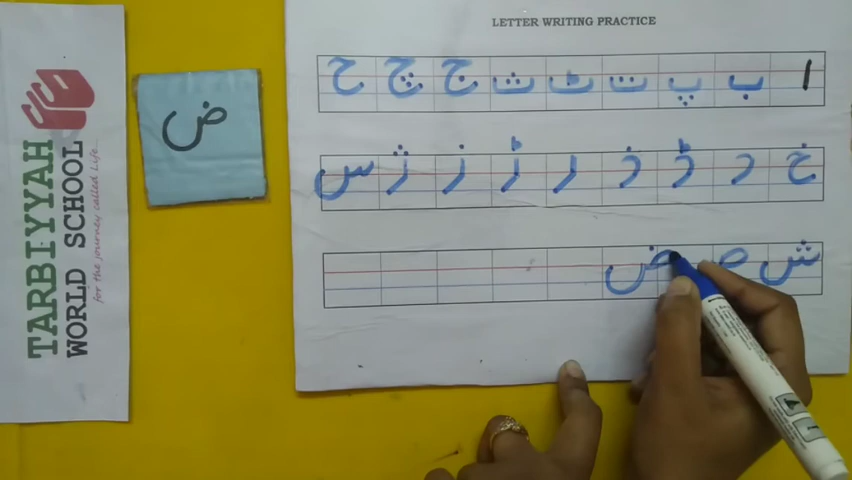 LETTER WRITING PRACTICE
ا ب پ ت ٹ ث ج چ ح
خ د ڈ ذ ر ڑ ز ژ س
ش ص ض
ض
TARBIYYAH
WORLD SCHOOL
for the journey called Life